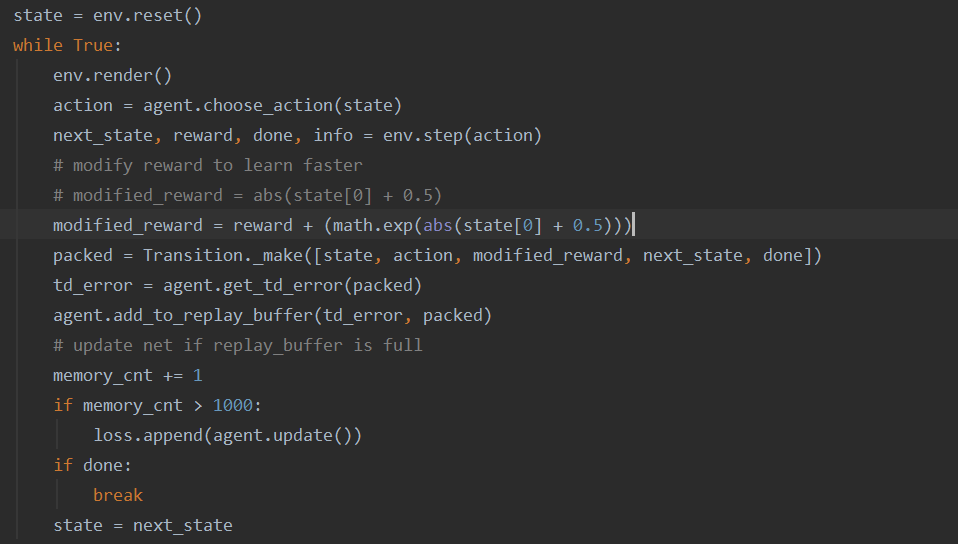 state = env.reset()
while True:
    env.render()
    action = agent.choose_action(state)
    next_state, reward, done, info = env.step(action)
    # modify reward to learn faster
    # modified_reward = abs(state[0] + 0.5)
    modified_reward = reward + (math.exp(abs(state[0] + 0.5)))
    packed = Transition._make([state, action, modified_reward, next_state, done])
    td_error = agent.get_td_error(packed)
    agent.add_to_replay_buffer(td_error, packed)
    # update net if replay_buffer is full
    memory_cnt += 1
    if memory_cnt > 1000:
        loss.append(agent.update())
    if done:
        break
    state = next_state